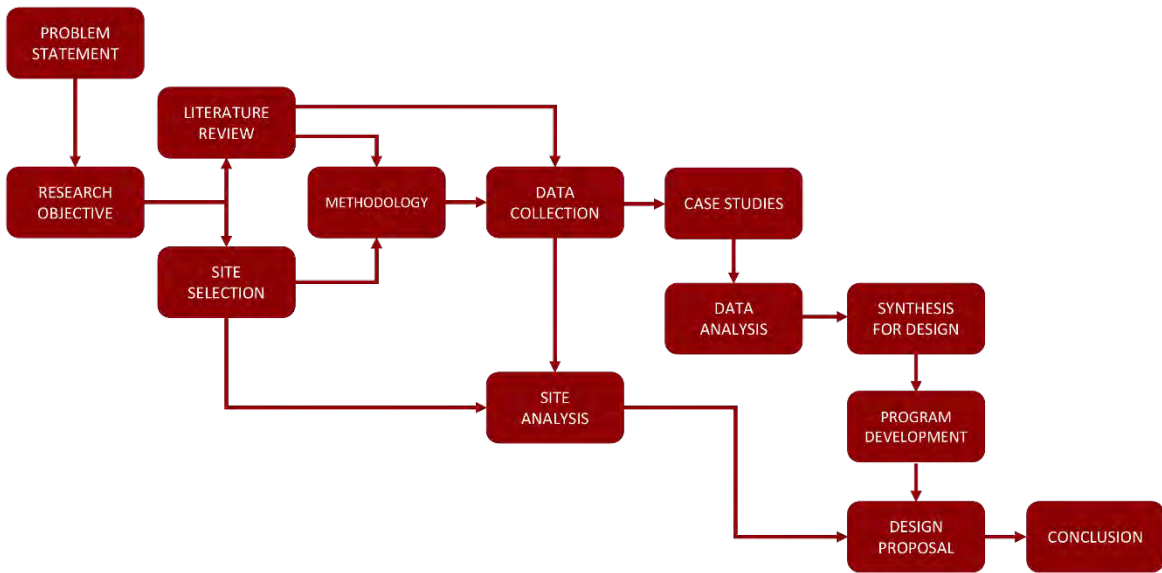 PROBLEM
STATEMENT
LITERATURE
REVIEW
RESEARCH
OBJECTIVE
METHODOLOGY
DATA
COLLECTION
CASE STUDIES
SITE
SELECTION
DATA
ANALYSIS
SYNTHESIS
FOR DESIGN
SITE
ANALYSIS
PROGRAM
DEVELOPMENT
DESIGN
PROPOSAL
CONCLUSION